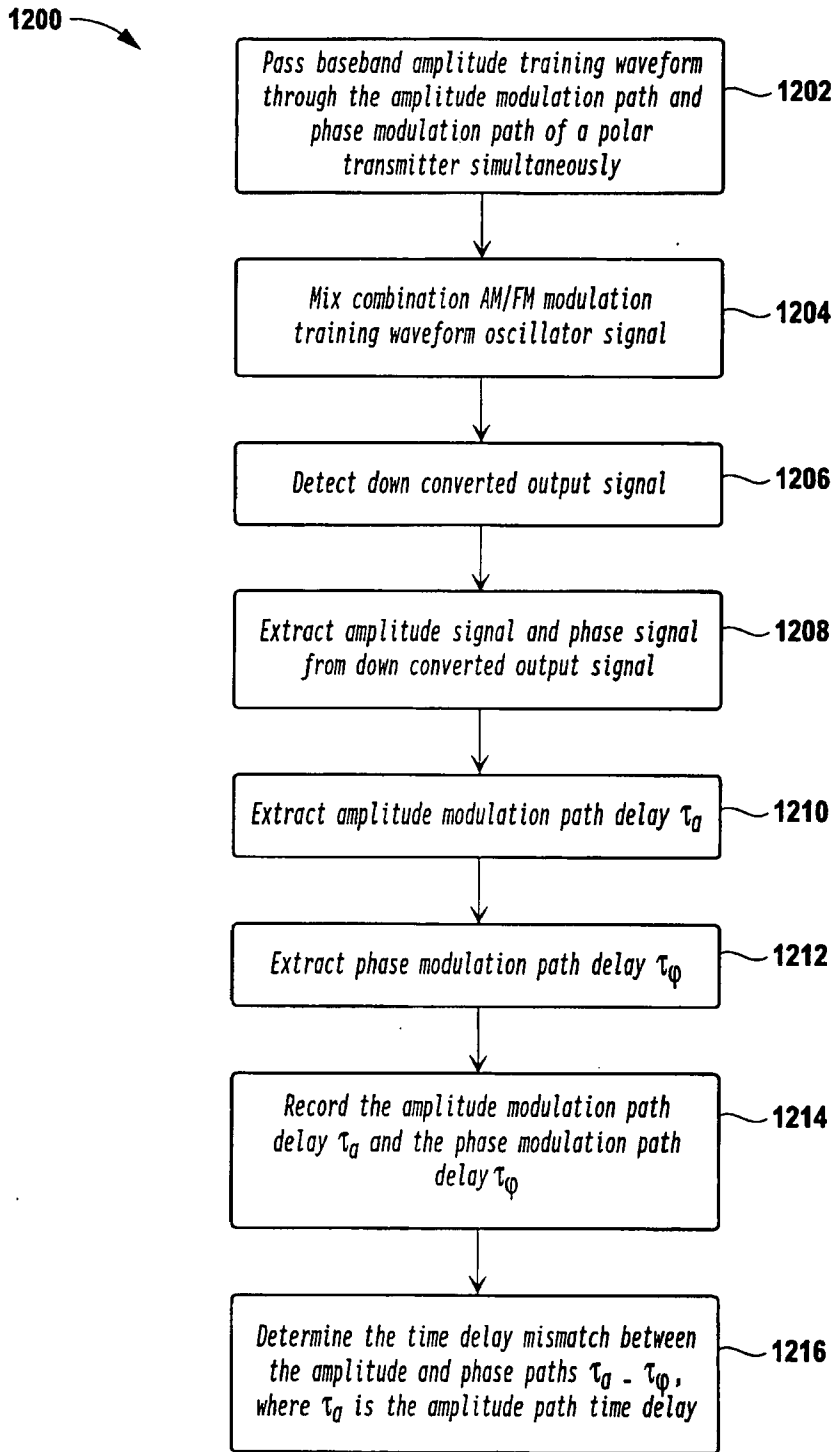 1200
Pass baseband amplitude training waveform
through the amplitude modulation path and
phase modulation path of a polar
transmitter simultaneously
1202
Mix combination AM/FM modulation
training waveform oscillator signal
1204
Detect down converted output signal
1206
Extract amplitude signal and phase signal
from down converted output signal
1208
Extract amplitude modulation path delay τa
1210
Extract phase modulation path delay τφ
1212
Record the amplitude modulation path
delay τa and the phase modulation path
delay τφ
1214
Determine the time delay mismatch between
the amplitude and phase paths τa - τφ,
where τa is the amplitude path time delay
1216